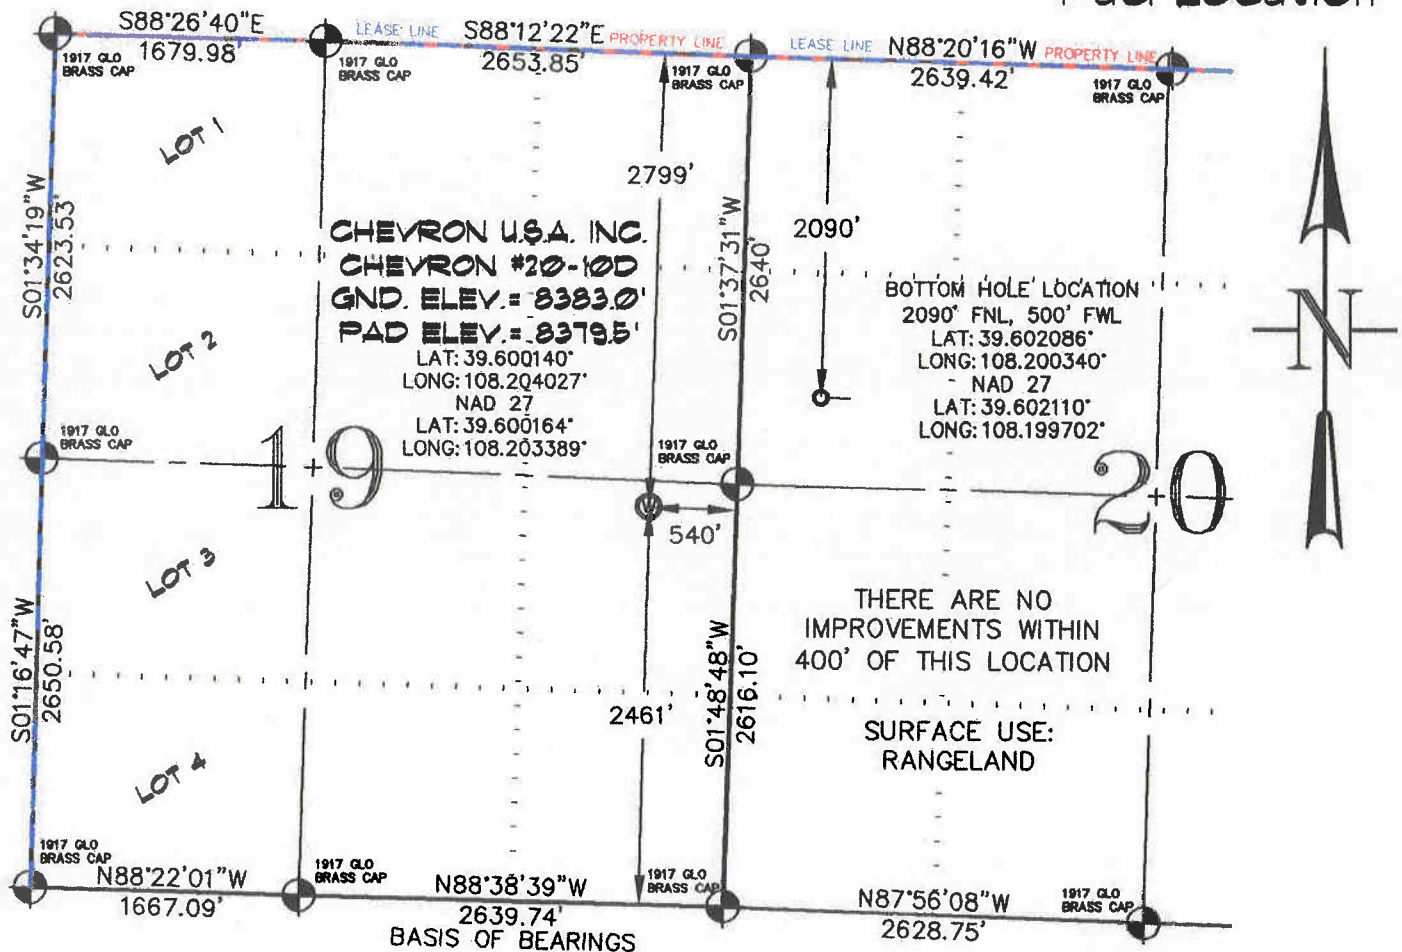 Pad Location
S88°26'40"E
1679.98'
LEASE LINE
S88°12'22"E
2653.85'
PROPERTY LINE
LEASE LINE
N88°20'16"W
2639.42'
PROPERTY LINE
1917 GLO
BRASS CAP
1917 GLO
BRASS CAP
1917 GLO
BRASS CAP
1917 GLO
BRASS CAP
LOT 1
2799'
2090'
S01°34'19"W
2623.53'
S01°37'31"W
2640'
CHEVRON U.S.A. INC.
CHEVRON #20-10D
GND. ELEV.= 8383.0'
PAD ELEV.= 8379.5'
LAT: 39.600140°
LONG: 108.204027°
NAD 27
LAT: 39.600164°
LONG: 108.203389°
BOTTOM HOLE LOCATION
2090' FNL, 500' FWL
LAT: 39.602086°
LONG: 108.200340°
NAD 27
LAT: 39.602110°
LONG: 108.199702°
N
LOT 2
1917 GLO
BRASS CAP
1917 GLO
BRASS CAP
19
20
W
540'
LOT 3
THERE ARE NO
IMPROVEMENTS WITHIN
400' OF THIS LOCATION
S01°16'47"W
2650.58'
2461'
S01°48'48"W
2616.10'
SURFACE USE:
RANGELAND
LOT 4
1917 GLO
BRASS CAP
1917 GLO
BRASS CAP
1917 GLO
BRASS CAP
1917 GLO
BRASS CAP
N88°22'01"W
1667.09'
N88°38'39"W
2639.74'
BASIS OF BEARINGS
N87°56'08"W
2628.75'